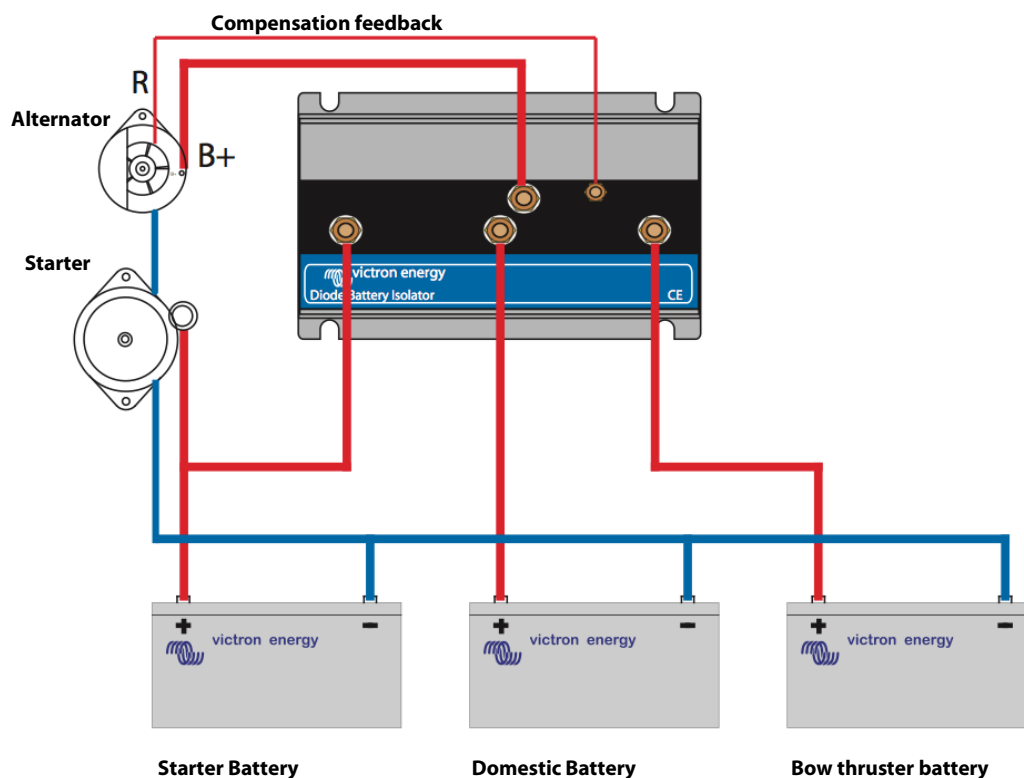 Compensation feedback
R
Alternator
B+
Starter
victron energy
Diode Battery Isolator
CE
+ -
victron energy
+ -
victron energy
+ -
victron energy
Starter Battery
Domestic Battery
Bow thruster battery